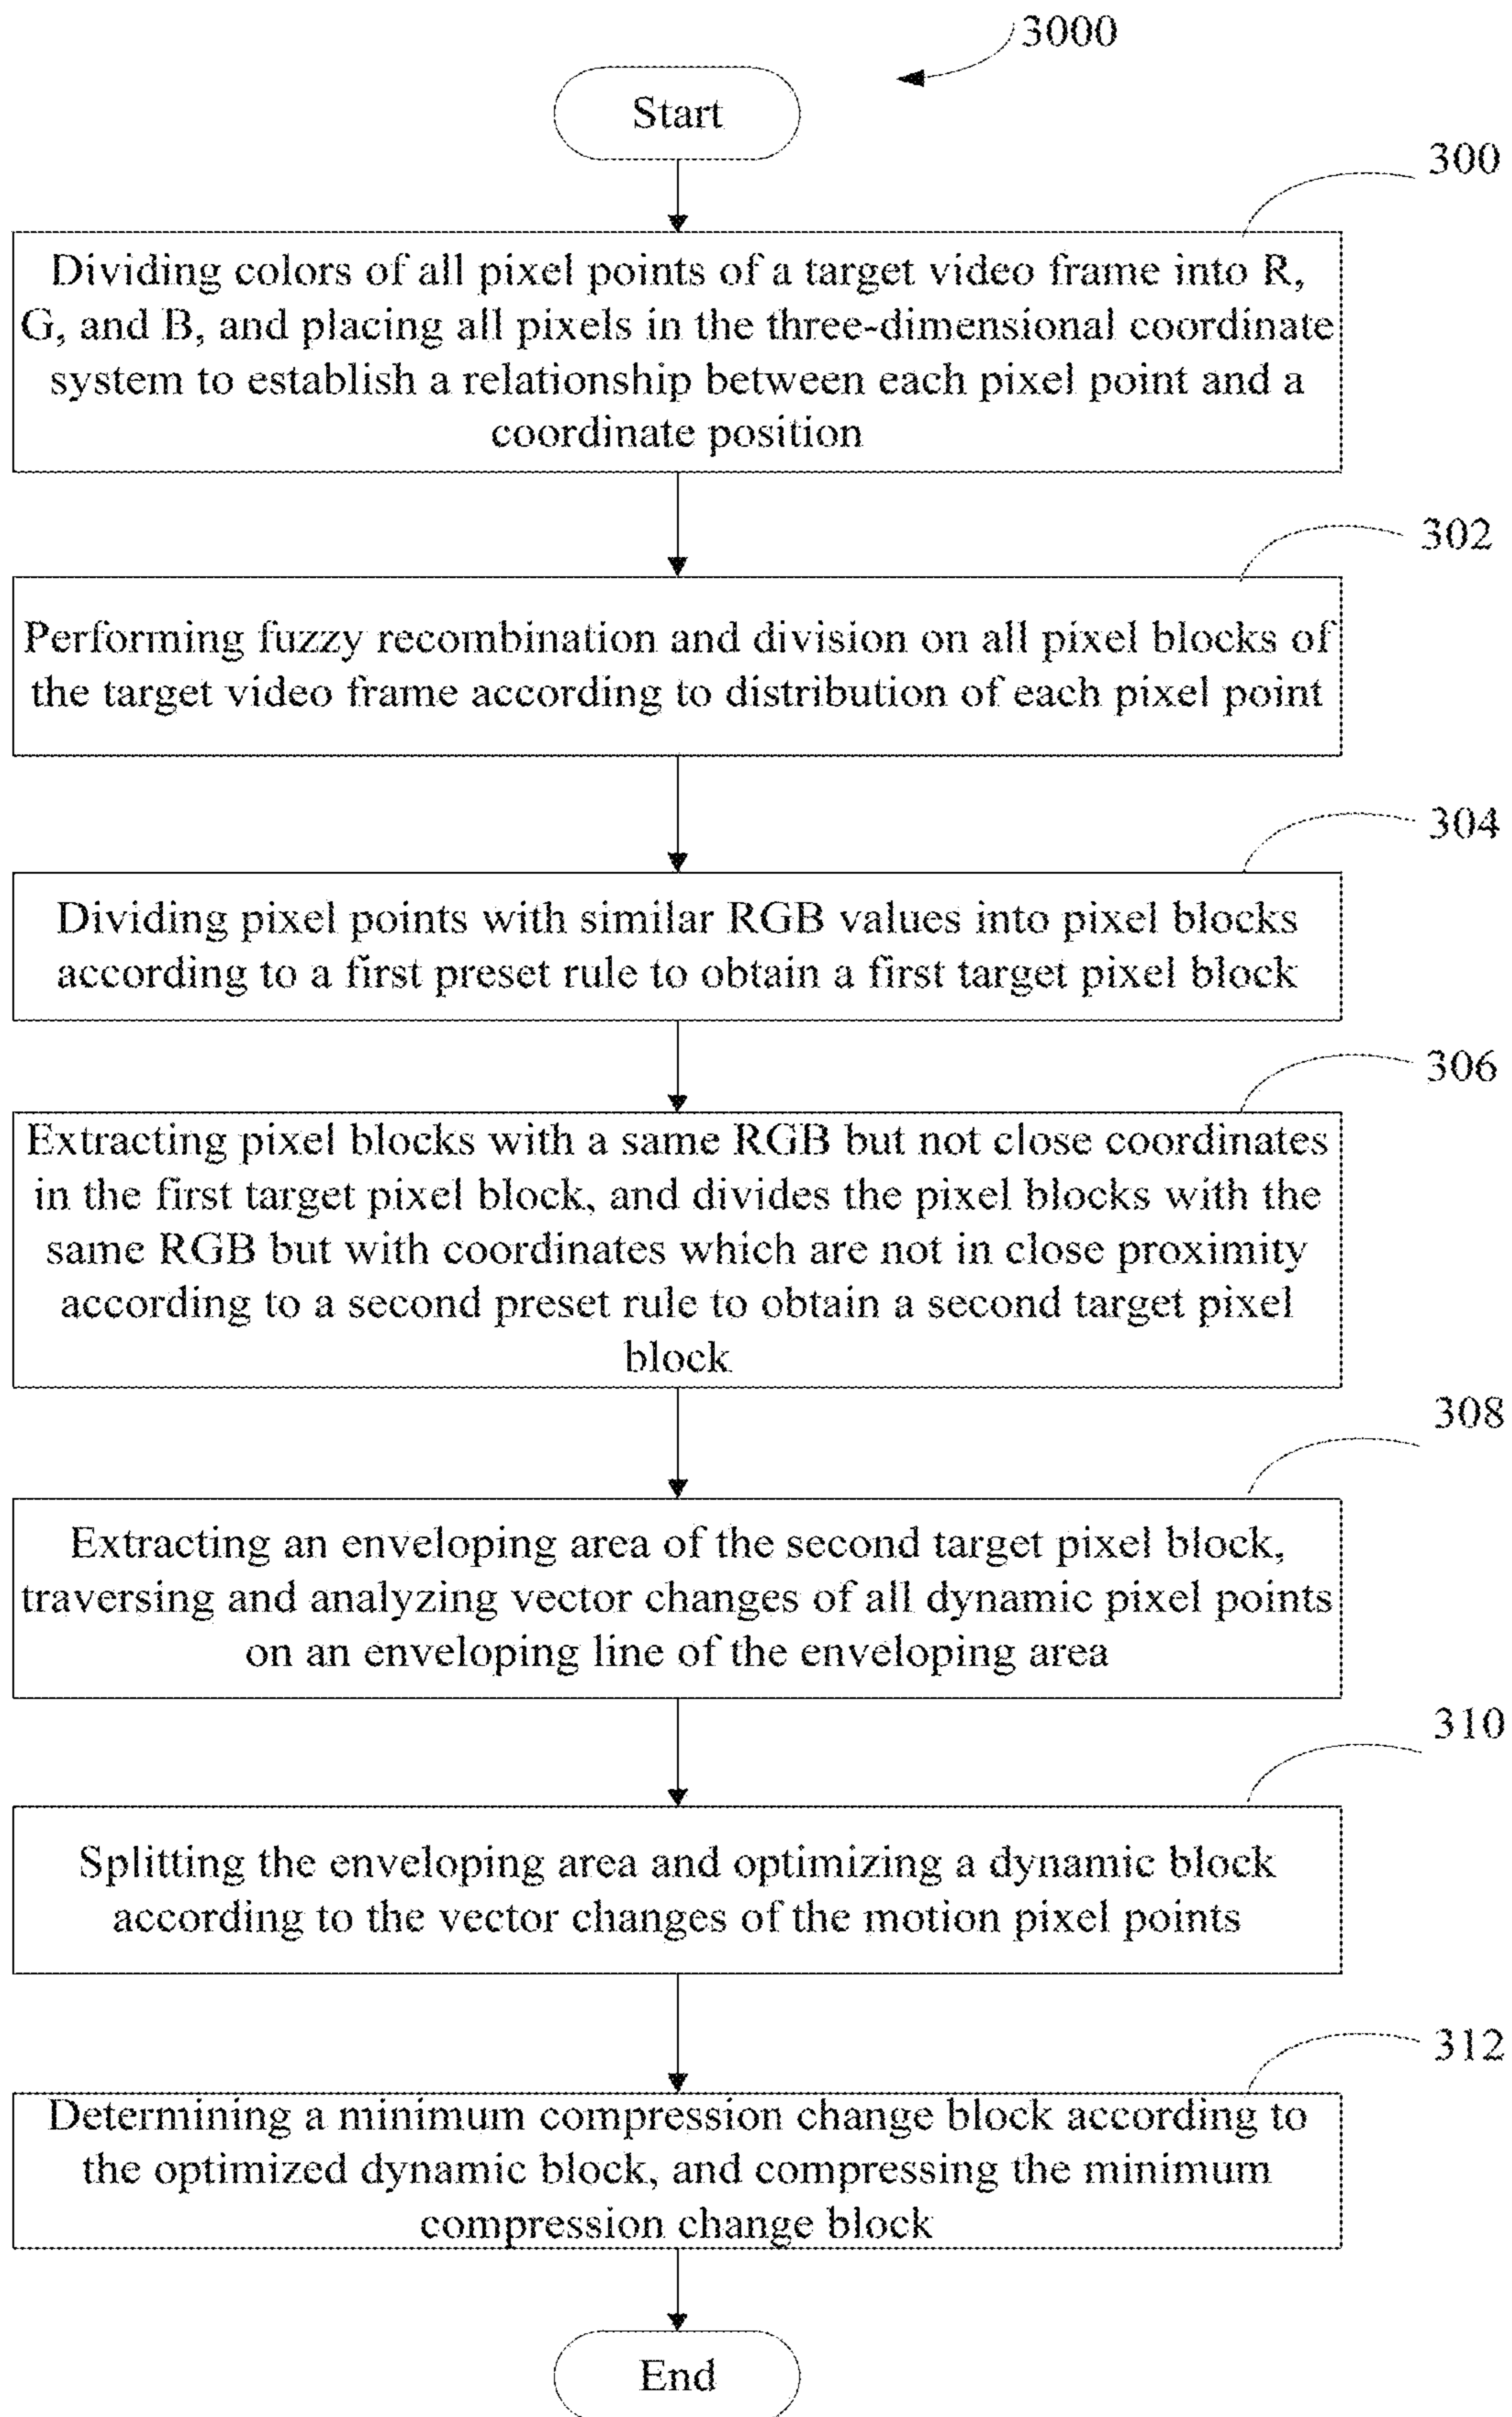 3000
Start
300
Dividing colors of all pixel points of a target video frame into R,
G, and B, and placing all pixels in the three-dimensional coordinate
system to establish a relationship between each pixel point and a
coordinate position
302
Performing fuzzy recombination and division on all pixel blocks of
the target video frame according to distribution of each pixel point
304
Dividing pixel points with similar RGB values into pixel blocks
according to a first preset rule to obtain a first target pixel block
306
Extracting pixel blocks with a same RGB but not close coordinates
in the first target pixel block, and divides the pixel blocks with the
same RGB but with coordinates which are not in close proximity
according to a second preset rule to obtain a second target pixel
block
308
Extracting an enveloping area of the second target pixel block,
traversing and analyzing vector changes of all dynamic pixel points
on an enveloping line of the enveloping area
310
Splitting the enveloping area and optimizing a dynamic block
according to the vector changes of the motion pixel points
312
Determining a minimum compression change block according to
the optimized dynamic block, and compressing the minimum
compression change block
End